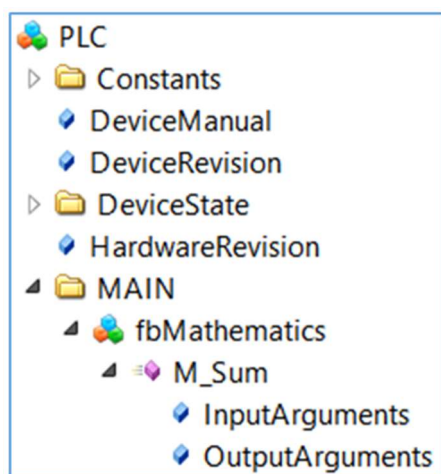 PLC
Constants
DeviceManual
DeviceRevision
DeviceState
HardwareRevision
MAIN
fbMathematics
M_Sum
InputArguments
OutputArguments